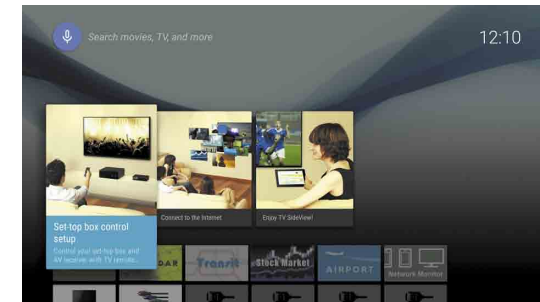 Search movies, TV, and more
12:10
Set-top box control
setup
Control your set-top box and
AV receiver with TV remote...
Connect to the Internet
Enjoy TV SideView!
DAR
Transit
Stock Market
AIRPORT
Network Monitor